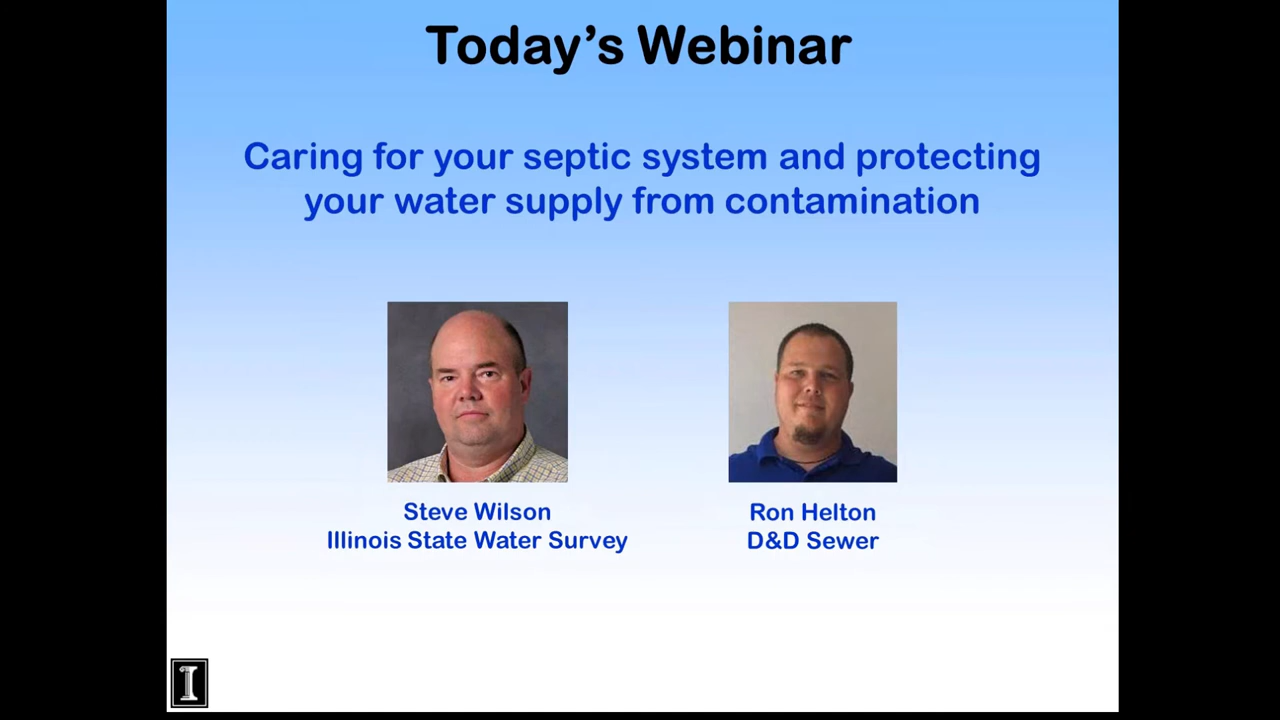 Today's Webinar
Caring for your septic system and protecting
your water supply from contamination
Steve Wilson
Illinois State Water Survey
Ron Helton
D&D Sewer
I